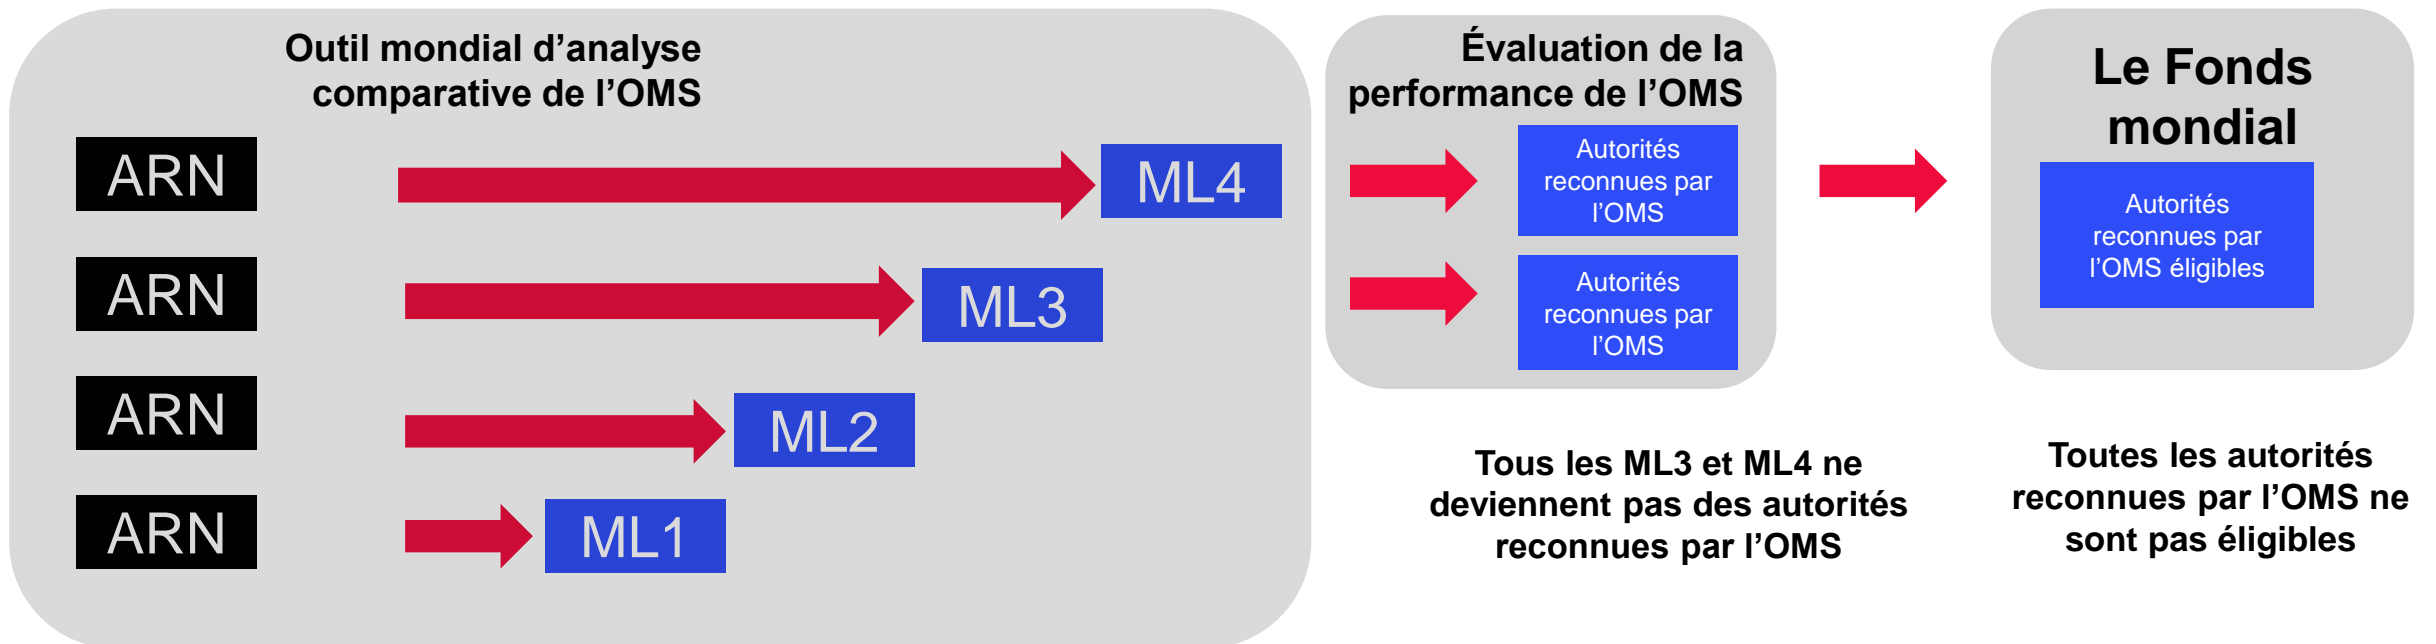 Outil mondial d’analyse
comparative de l’OMS
ARN
ML4
ARN
ML3
ARN
ML2
ARN
ML1
Évaluation de la
performance de l’OMS
Autorités
reconnues par
l’OMS
Autorités
reconnues par
l’OMS
Tous les ML3 et ML4 ne
deviennent pas des autorités
reconnues par l’OMS
Le Fonds
mondial
Autorités
reconnues par
l’OMS éligibles
Toutes les autorités
reconnues par l’OMS ne
sont pas éligibles